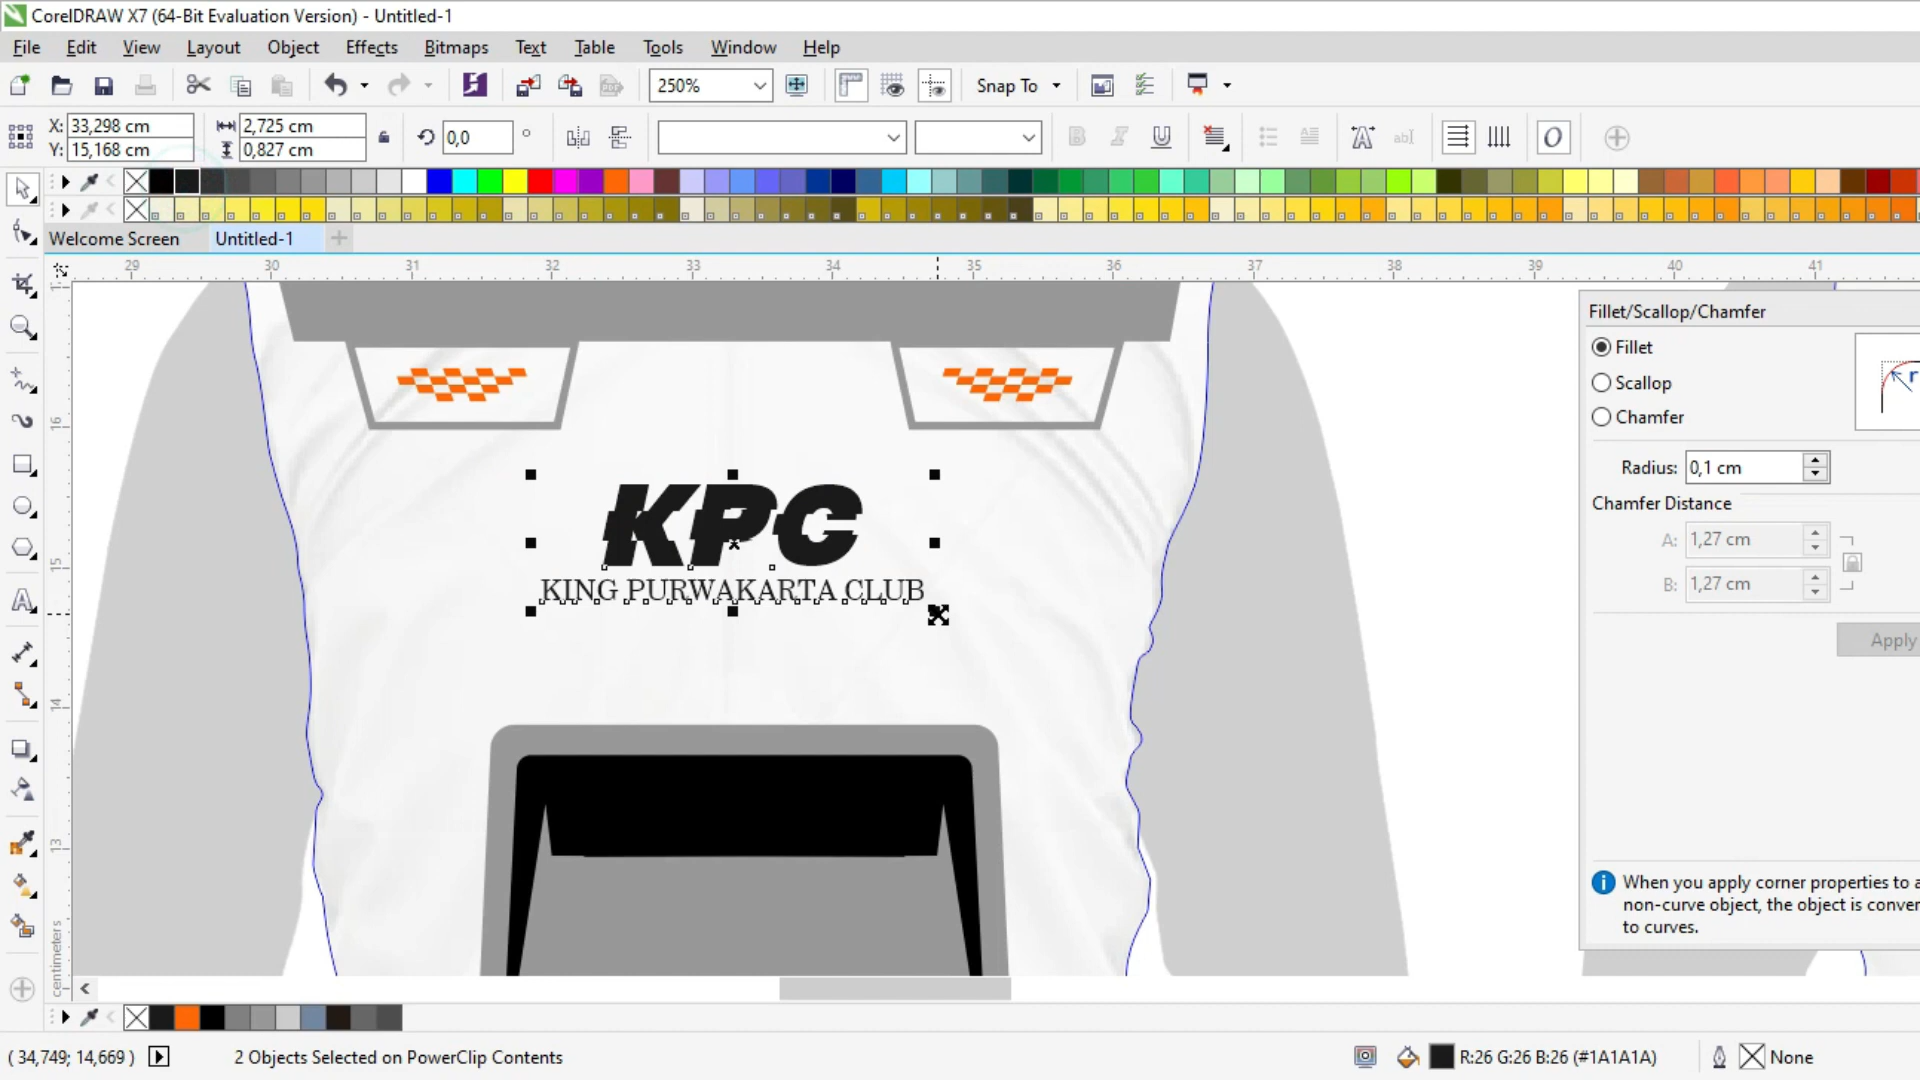 CorelDRAW X7 (64-Bit Evaluation Version) - Untitled-1
File Edit View Layout Object Effects Bitmaps Text Table Tools Window Help
250% Snap To
X: 33,298 cm 2,725 cm 0,0 °
Y: 15,168 cm 0,827 cm
Welcome Screen Untitled-1
29 30 31 32 33 34 35 36 37 38 39 40 41
16
15
14
13
centimeters
KPC
KING PURWAKARTA CLUB
Fillet/Scallop/Chamfer
Fillet
Scallop
Chamfer
r
Radius: 0,1 cm
Chamfer Distance
A: 1,27 cm
B: 1,27 cm
Apply
When you apply corner properties to a
non-curve object, the object is conver
to curves.
(34,749; 14,669) 2 Objects Selected on PowerClip Contents R:26 G:26 B:26 (#1A1A1A) None